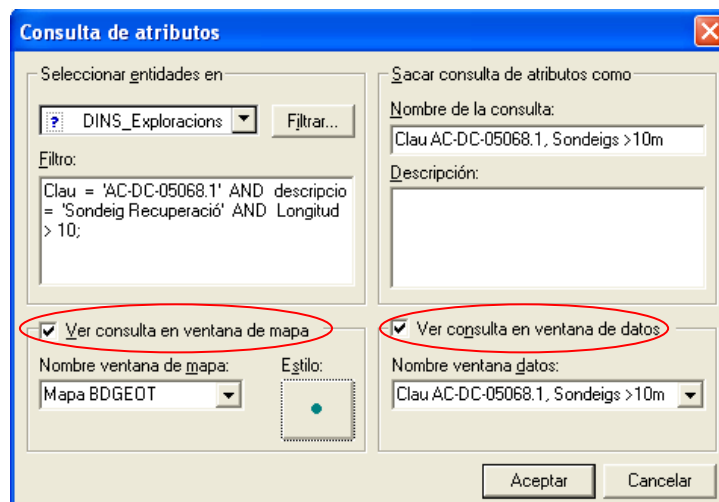 Consulta de atributos
Seleccionar entidades en
DINS_Exploracions
Filtrar...
Filtro:
Clau = 'AC-DC-05068.1' AND descripcio
= 'Sondeig Recuperació' AND Longitud
> 10;
Sacar consulta de atributos como
Nombre de la consulta:
Clau AC-DC-05068.1, Sondeigs >10m
Descripción:
Ver consulta en ventana de mapa
Nombre ventana de mapa:
Estilo:
Mapa BDGEOT
Ver consulta en ventana de datos
Nombre ventana datos:
Clau AC-DC-05068.1, Sondeigs >10m
Aceptar
Cancelar